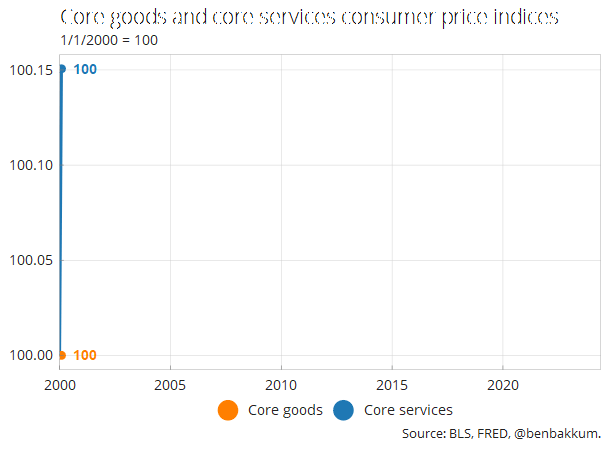 Core goods and core services consumer price indices
1/1/2000 = 100
100.15
100
100.10
100.05
100.00
100
2000 2005 2010 2015 2020
Core goods Core services
Source: BLS, FRED, @benbakkum.